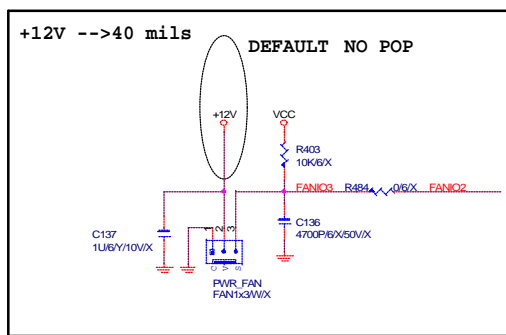 +12V -->40 mils
DEFAULT NO POP
+12V VCC
R403
10K/6/X
FANIO3 R484 0/6/X FANIO2
C137
1U/6/Y/10V/X
C136
4700P/6/X/50V/X
1 2 3
C V S
PWR_FAN
FAN1x3/W/X